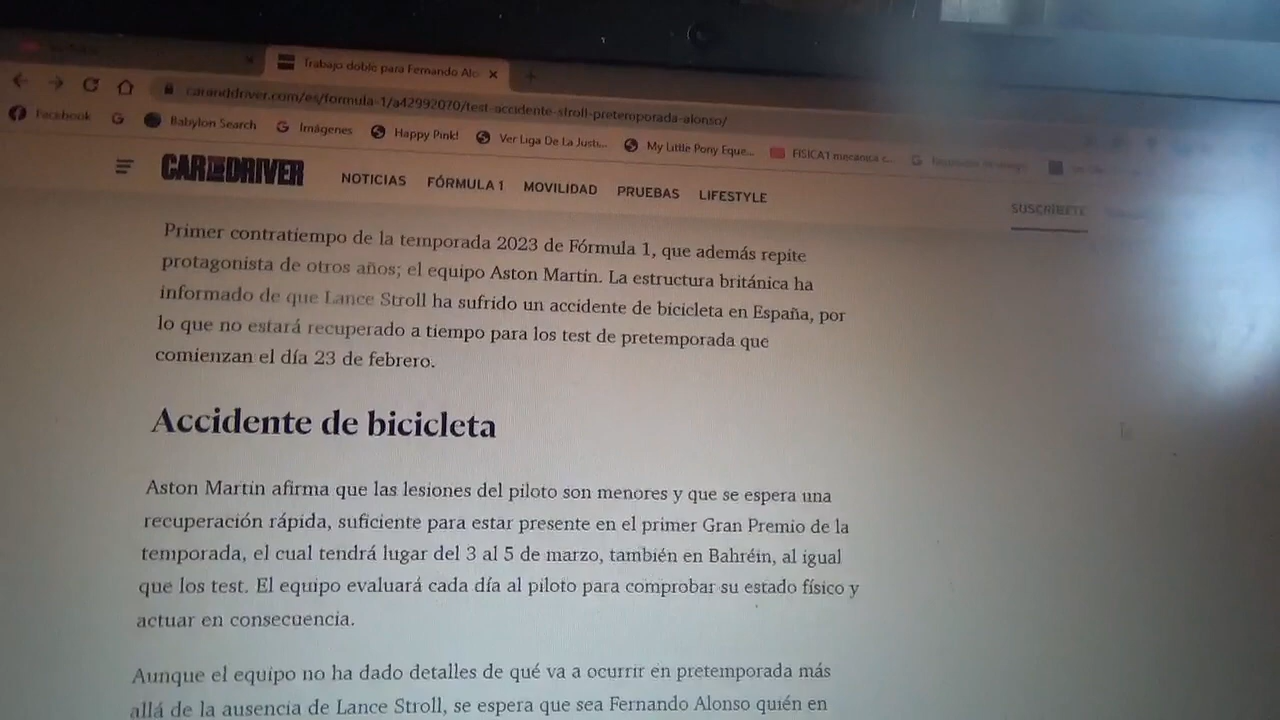 Trabajo doble para Fernando Alo
caranddriver.com/es/formula-1/a42992070/test-accidente-stroll-pretemporada-alonso/
Facebook Babylon Search Imágenes Happy Pink! Ver Liga De La Justi... My Little Pony Eque... FISICA1 mecanica c...
CAR AND DRIVER NOTICIAS FÓRMULA 1 MOVILIDAD PRUEBAS LIFESTYLE SUSCRÍBETE
Primer contratiempo de la temporada 2023 de Fórmula 1, que además repite
protagonista de otros años; el equipo Aston Martin. La estructura británica ha
informado de que Lance Stroll ha sufrido un accidente de bicicleta en España, por
lo que no estará recuperado a tiempo para los test de pretemporada que
comienzan el día 23 de febrero.
Accidente de bicicleta
Aston Martin afirma que las lesiones del piloto son menores y que se espera una
recuperación rápida, suficiente para estar presente en el primer Gran Premio de la
temporada, el cual tendrá lugar del 3 al 5 de marzo, también en Bahréin, al igual
que los test. El equipo evaluará cada día al piloto para comprobar su estado físico y
actuar en consecuencia.
Aunque el equipo no ha dado detalles de qué va a ocurrir en pretemporada más
allá de la ausencia de Lance Stroll, se espera que sea Fernando Alonso quién en